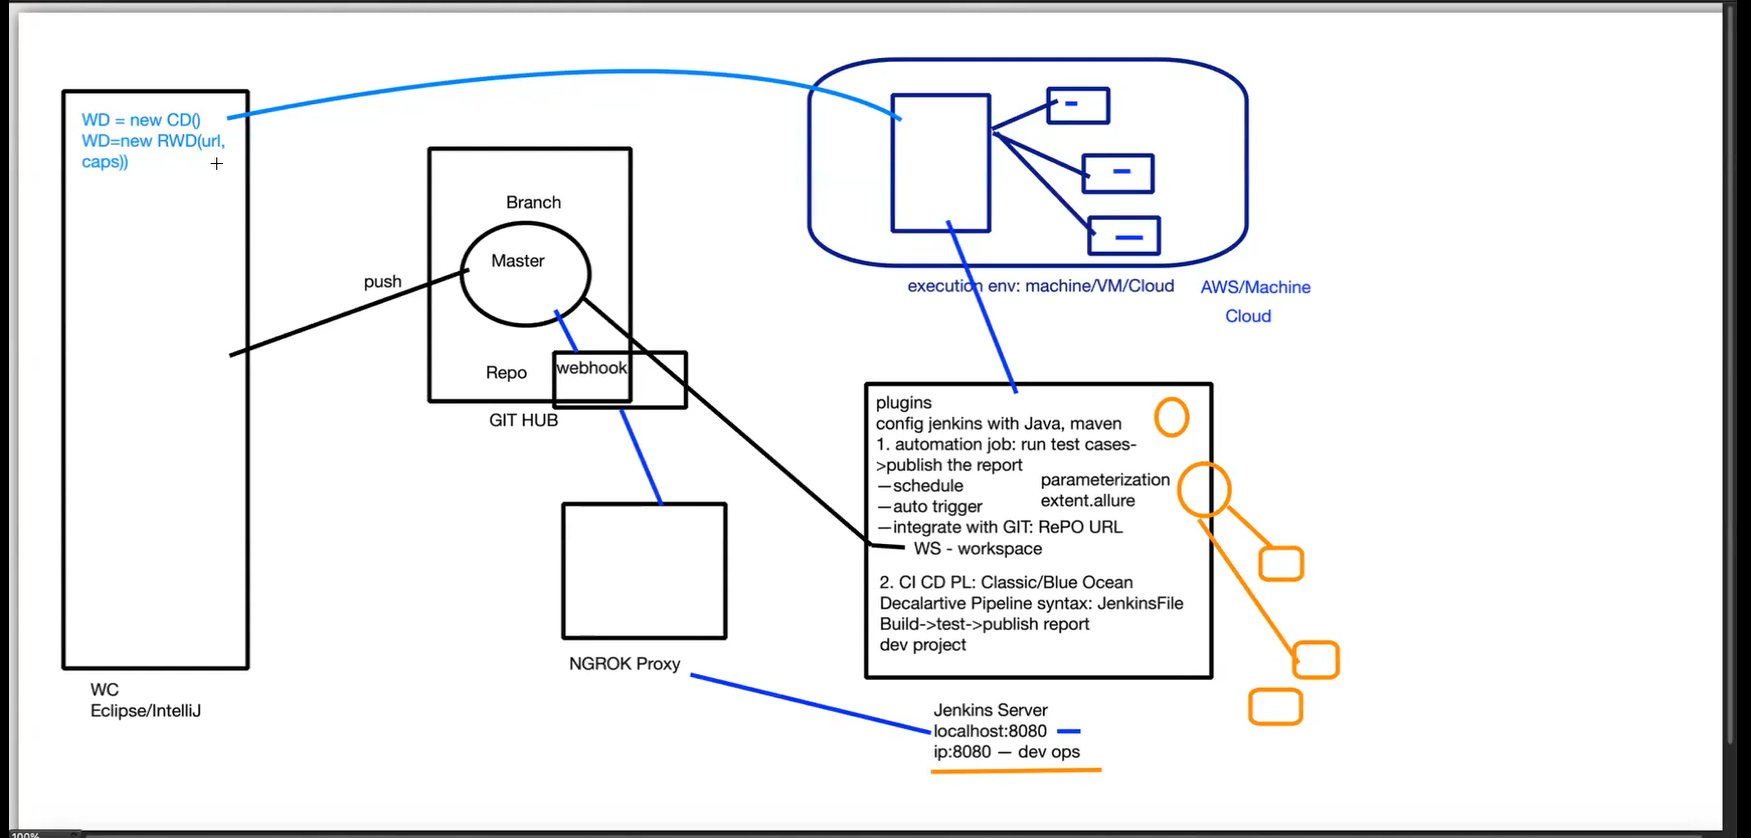 WD = new CD()
WD=new RWD(url,
caps))
WC
Eclipse/IntelliJ
push
Branch
Master
Repo
webhook
GIT HUB
NGROK Proxy
execution env: machine/VM/Cloud
AWS/Machine
Cloud
plugins
config jenkins with Java, maven
1. automation job: run test cases-
>publish the report
—schedule
—auto trigger
parameterization
extent.allure
—integrate with GIT: RePO URL
WS - workspace
2. CI CD PL: Classic/Blue Ocean
Decalartive Pipeline syntax: JenkinsFile
Build->test->publish report
dev project
Jenkins Server
localhost:8080
ip:8080 — dev ops
100%